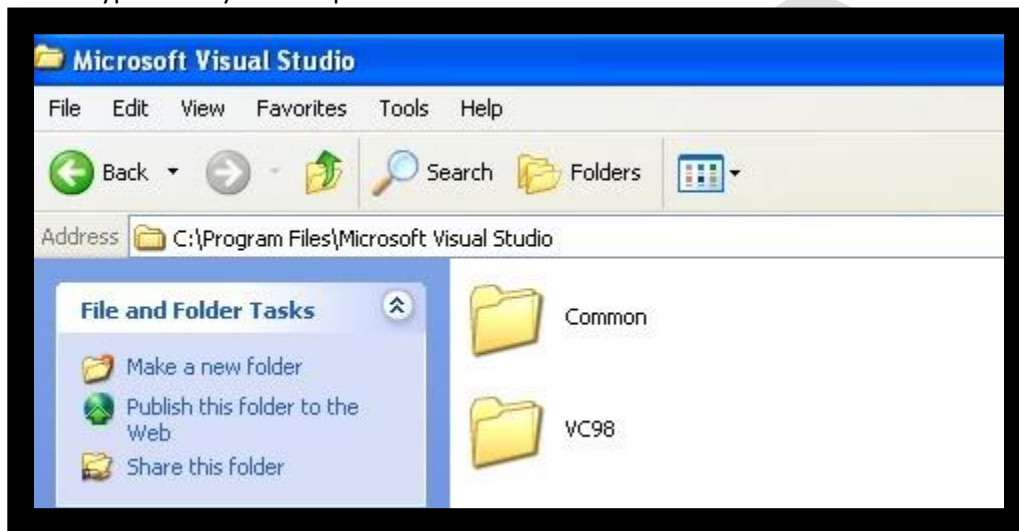 Microsoft Visual Studio
File Edit View Favorites Tools Help
Back Search Folders
Address C:\Program Files\Microsoft Visual Studio
File and Folder Tasks
Make a new folder
Publish this folder to the
Web
Share this folder
Common
VC98